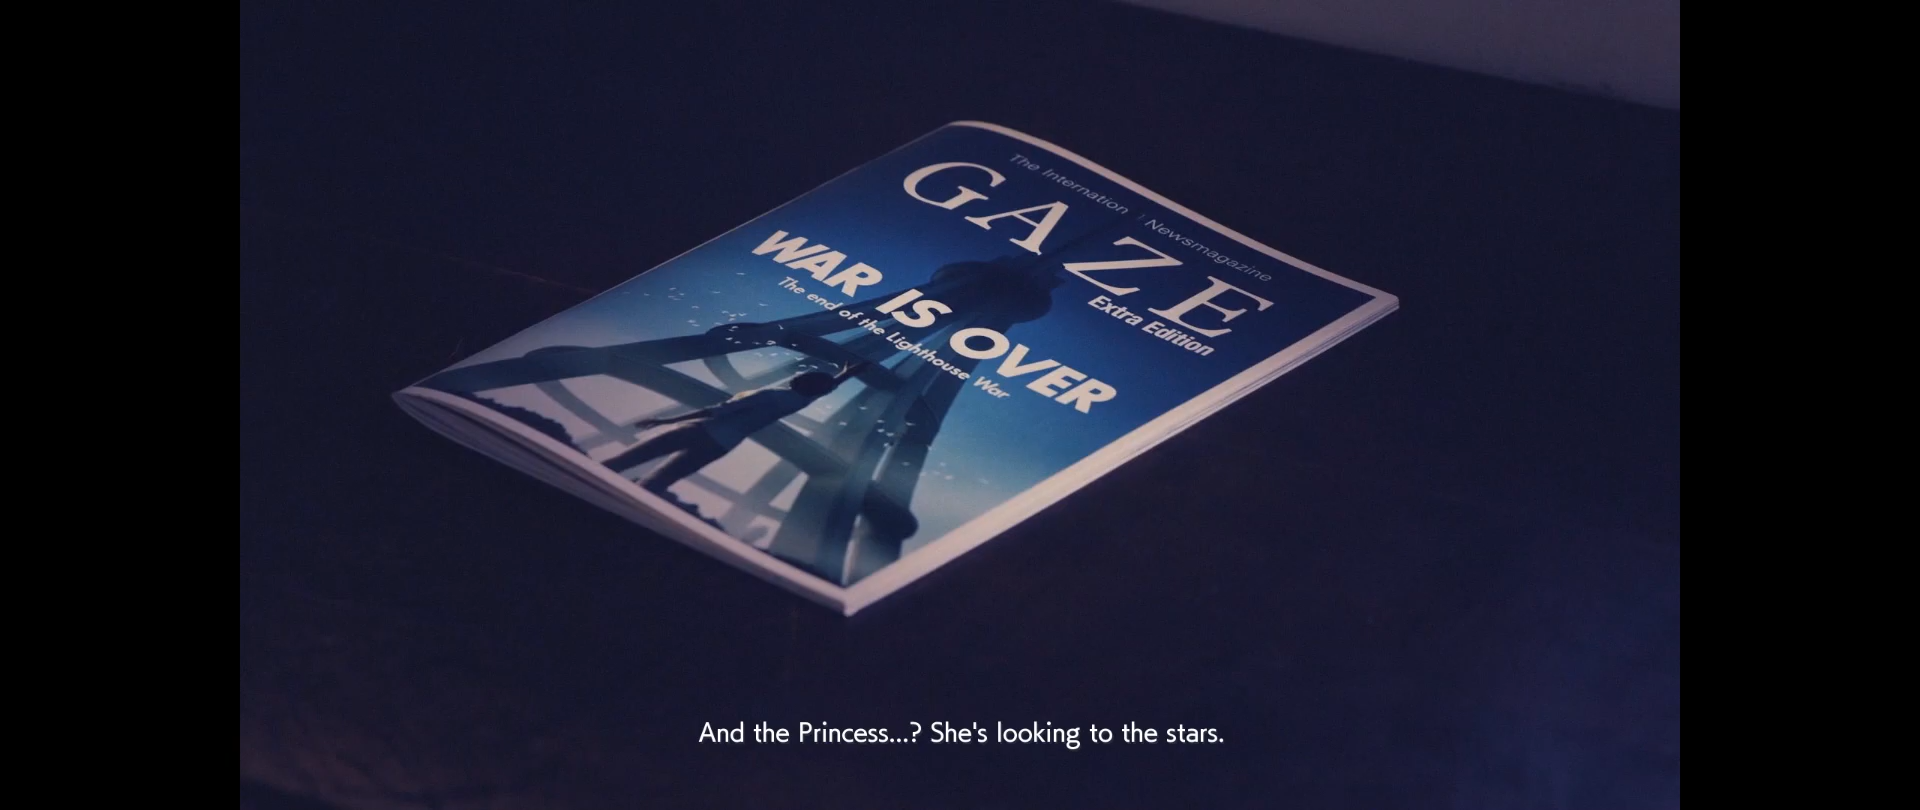 The Internation | Newsmagazine
GAZE
Extra Edition
WAR IS OVER
The end of the Lighthouse War
And the Princess...? She's looking to the stars.